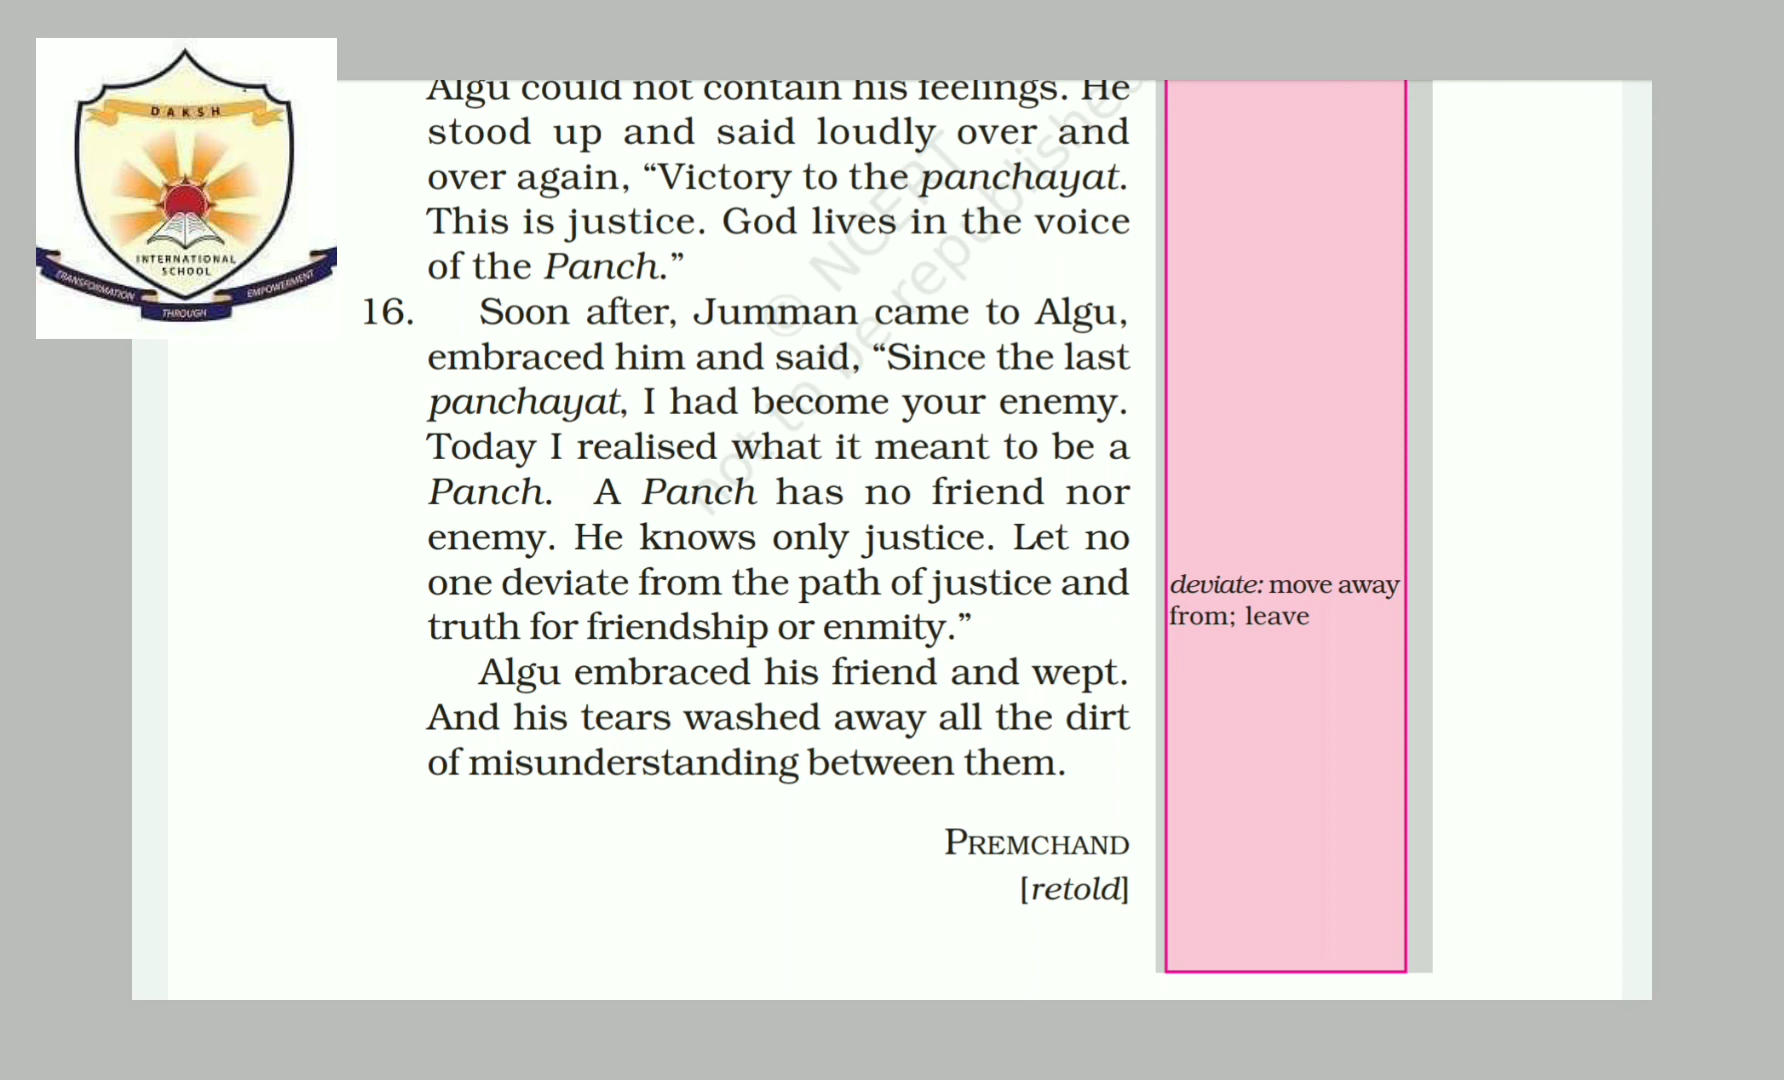 DAKSH
INTERNATIONAL
SCHOOL
TRANSFORMATION
THROUGH
EMPOWERMENT
Algu could not contain his feelings. He
stood up and said loudly over and
over again, “Victory to the panchayat.
This is justice. God lives in the voice
of the Panch.”
16. Soon after, Jumman came to Algu,
embraced him and said, “Since the last
panchayat, I had become your enemy.
Today I realised what it meant to be a
Panch. A Panch has no friend nor
enemy. He knows only justice. Let no
one deviate from the path of justice and
truth for friendship or enmity.”
Algu embraced his friend and wept.
And his tears washed away all the dirt
of misunderstanding between them.
PREMCHAND
[retold]
deviate: move away
from; leave
© NCERT
not to be republished